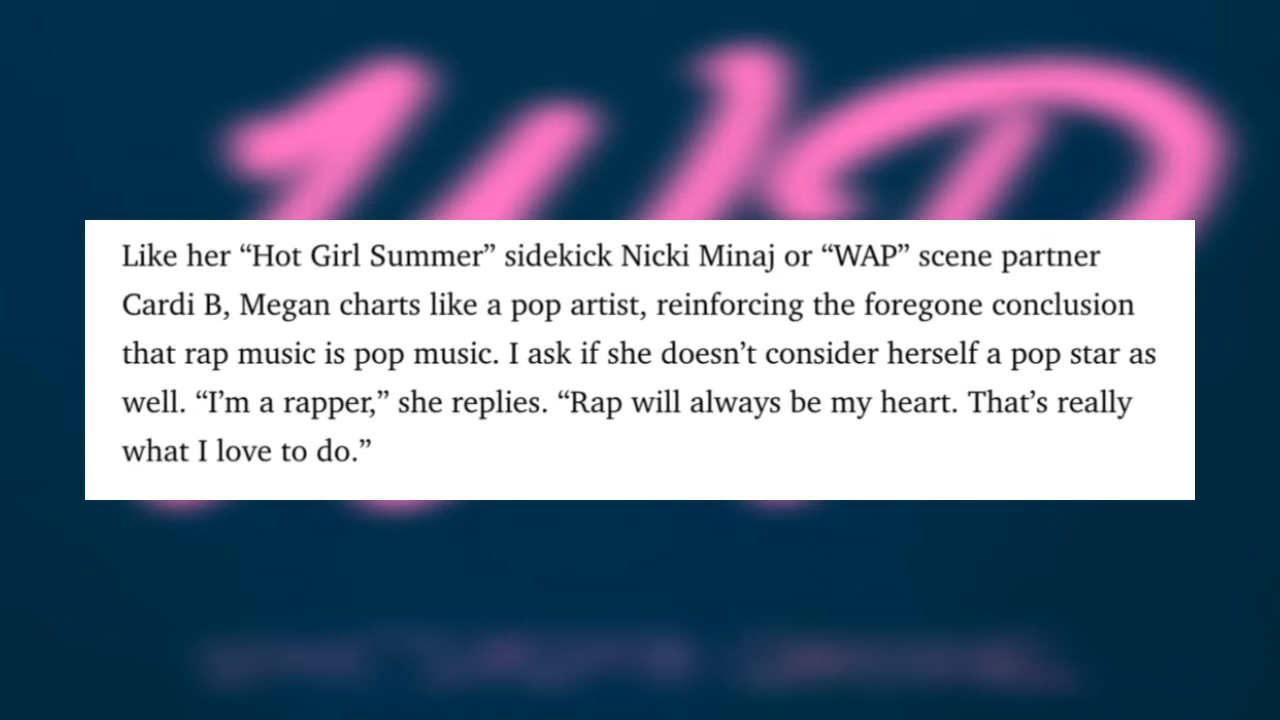 Like her “Hot Girl Summer” sidekick Nicki Minaj or “WAP” scene partner
Cardi B, Megan charts like a pop artist, reinforcing the foregone conclusion
that rap music is pop music. I ask if she doesn’t consider herself a pop star as
well. “I’m a rapper,” she replies. “Rap will always be my heart. That’s really
what I love to do.”